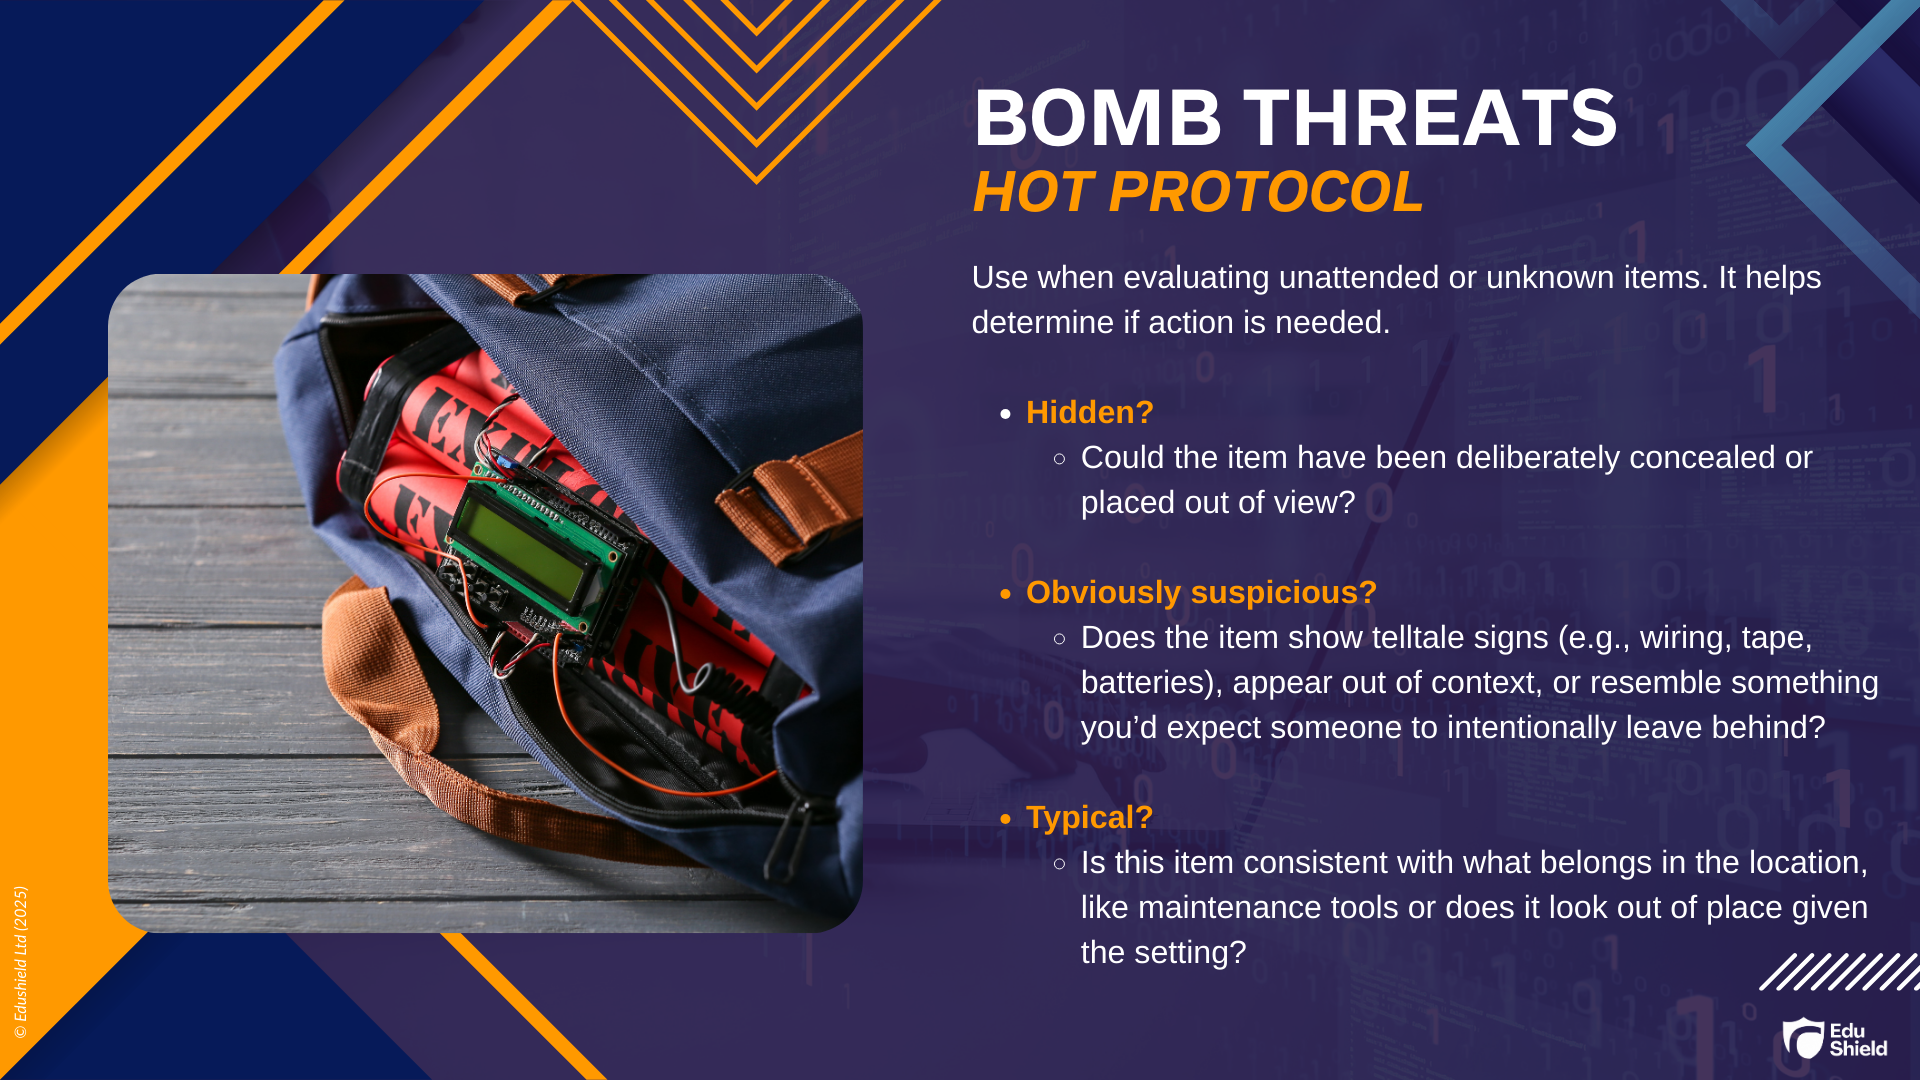 BOMB THREATS
HOT PROTOCOL
Use when evaluating unattended or unknown items. It helps
determine if action is needed.
• Hidden?
○ Could the item have been deliberately concealed or
placed out of view?
• Obviously suspicious?
○ Does the item show telltale signs (e.g., wiring, tape,
batteries), appear out of context, or resemble something
you’d expect someone to intentionally leave behind?
• Typical?
○ Is this item consistent with what belongs in the location,
like maintenance tools or does it look out of place given
the setting?
© Edushield Ltd (2025)
Edu
Shield